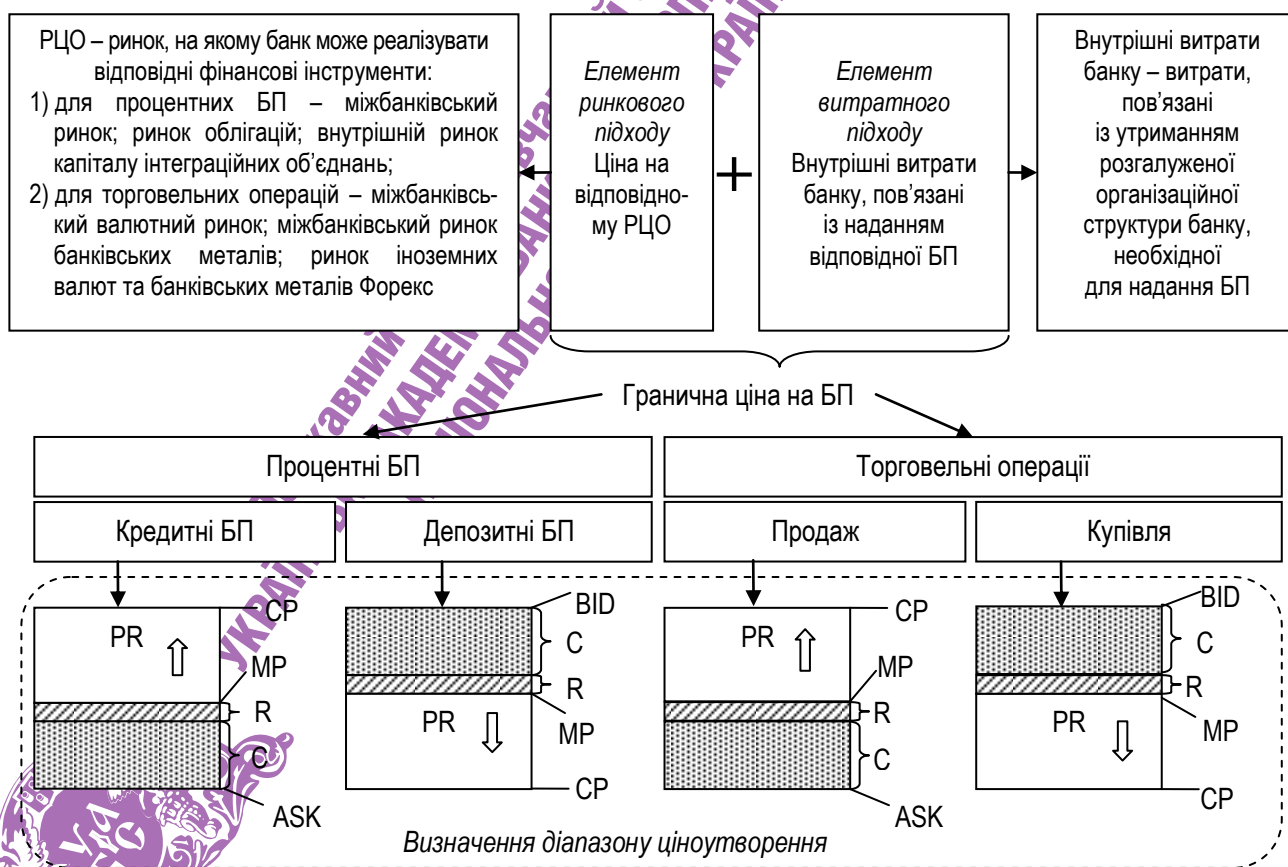 РЦО – ринок, на якому банк може реалізувати
відповідні фінансові інструменти:
1) для процентних БП – міжбанківський
ринок; ринок облігацій; внутрішній ринок
капіталу інтеграційних об’єднань;
2) для торговельних операцій – міжбанківсь-
кий валютний ринок; міжбанківський ринок
банківських металів; ринок іноземних
валют та банківських металів Форекс
Елемент
ринкового
підходу
Ціна на
відповідно-
му РЦО
+
Елемент
витратного
підходу
Внутрішні витрати
банку, пов’язані
із наданням
відповідної БП
Внутрішні витрати
банку – витрати,
пов’язані
із утриманням
розгалуженої
організаційної
структури банку,
необхідної
для надання БП
Гранична ціна на БП
Процентні БП
Торговельні операції
Кредитні БП
Депозитні БП
Продаж
Купівля
CP
PR
MP
R
C
ASK
BID
C
R
PR
MP
CP
CP
PR
MP
R
C
ASK
BID
C
R
PR
MP
CP
Визначення діапазону ціноутворення